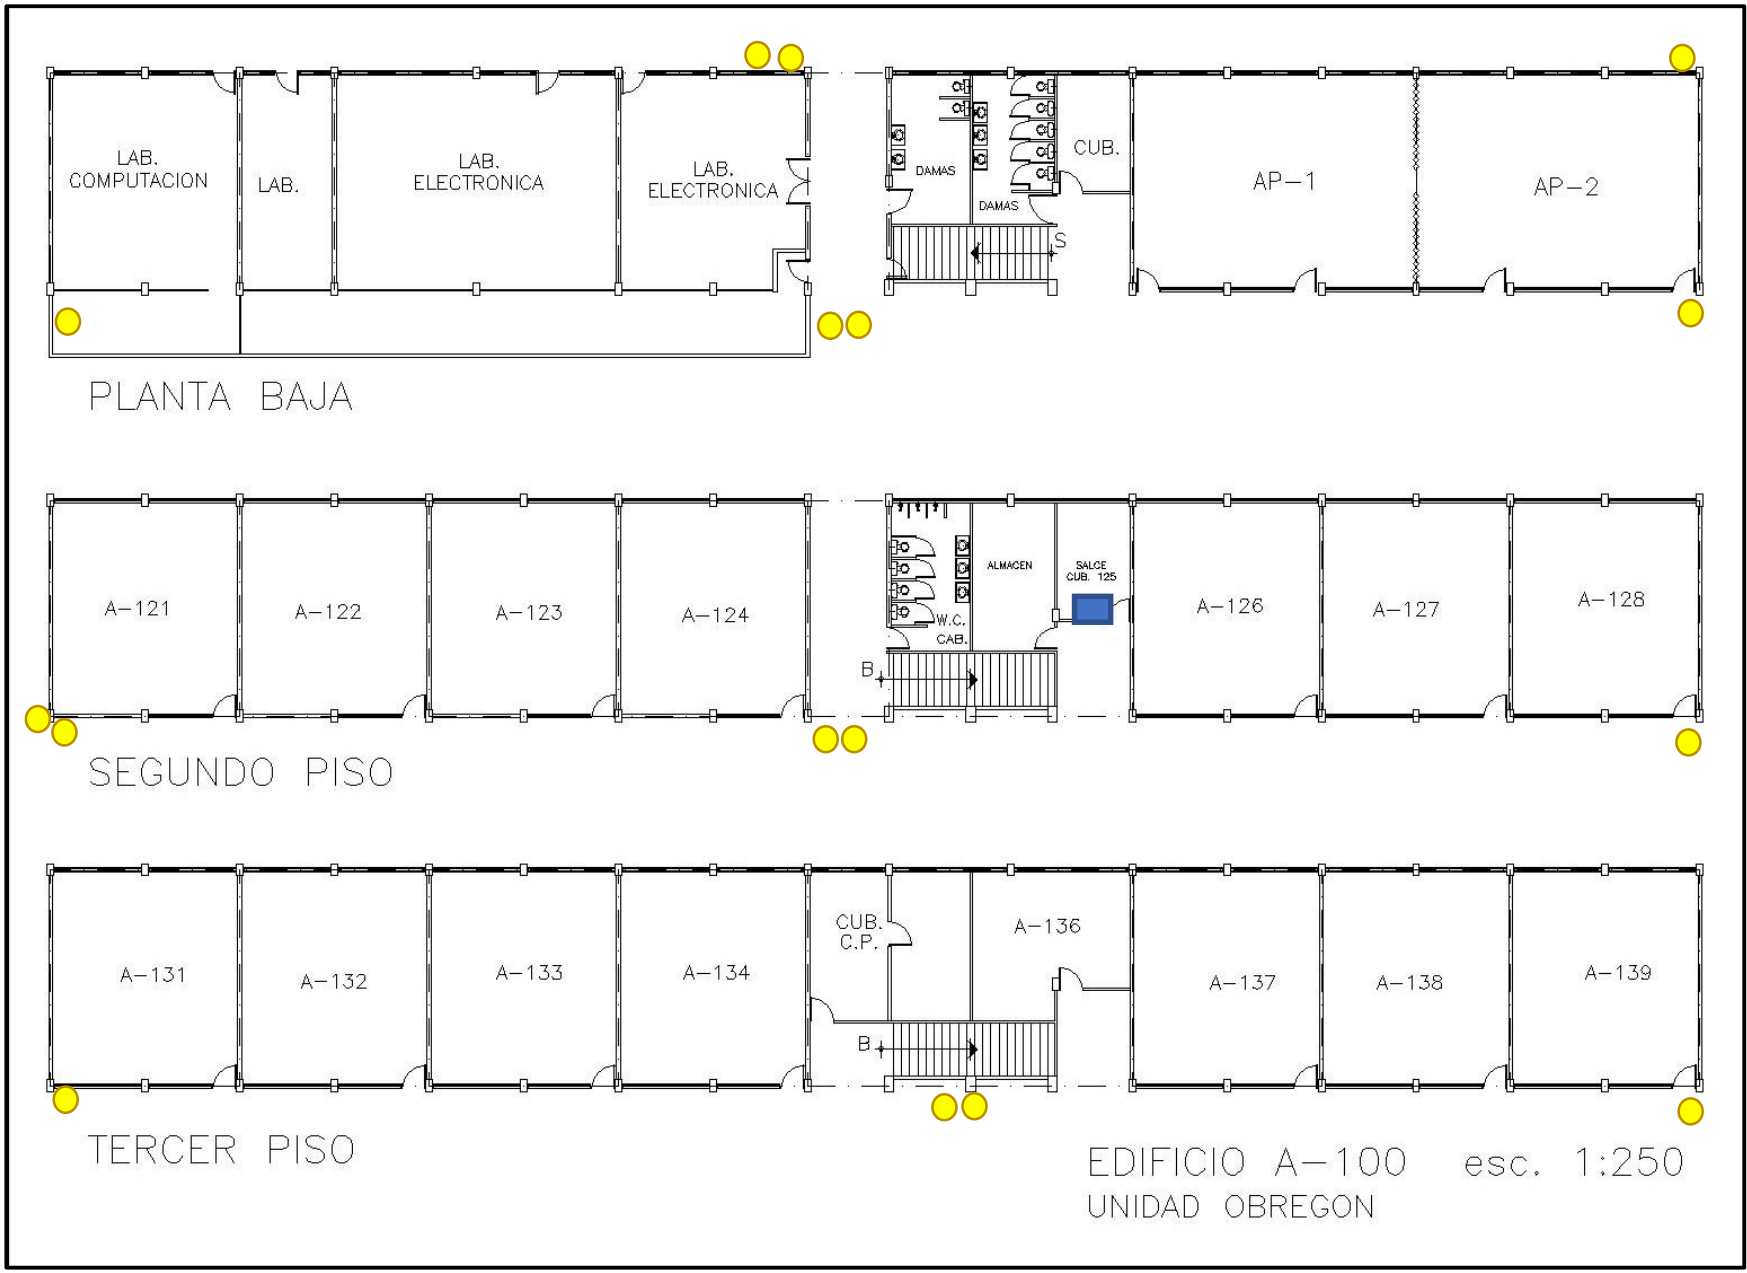 LAB.
COMPUTACION
LAB.
LAB.
ELECTRONICA
LAB.
ELECTRONICA
DAMAS
DAMAS
CUB.
S
AP-1
AP-2
PLANTA BAJA
A-121
A-122
A-123
A-124
W.C.
CAB.
ALMACEN
SALCE
CUB. 125
B
A-126
A-127
A-128
SEGUNDO PISO
A-131
A-132
A-133
A-134
CUB.
C.P.
B
A-136
A-137
A-138
A-139
TERCER PISO
EDIFICIO A-100 esc. 1:250
UNIDAD OBREGON